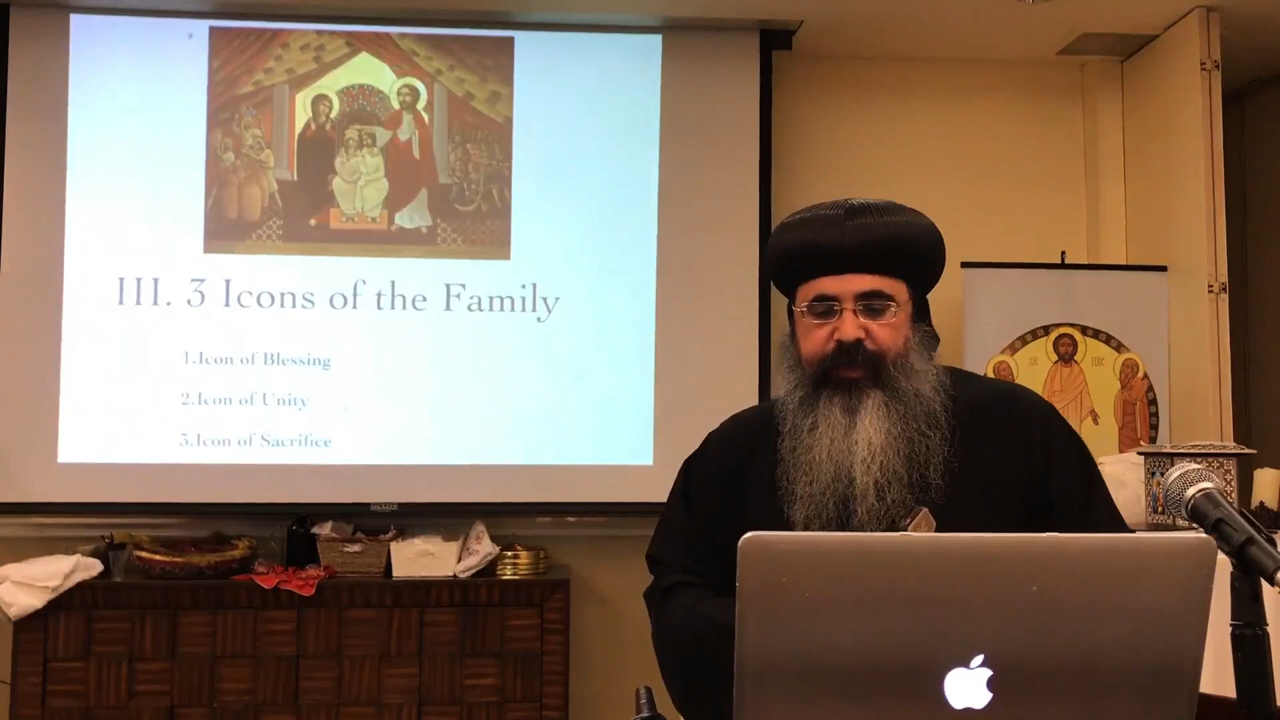 III. 3 Icons of the Family
1.Icon of Blessing
2.Icon of Unity
3.Icon of Sacrifice